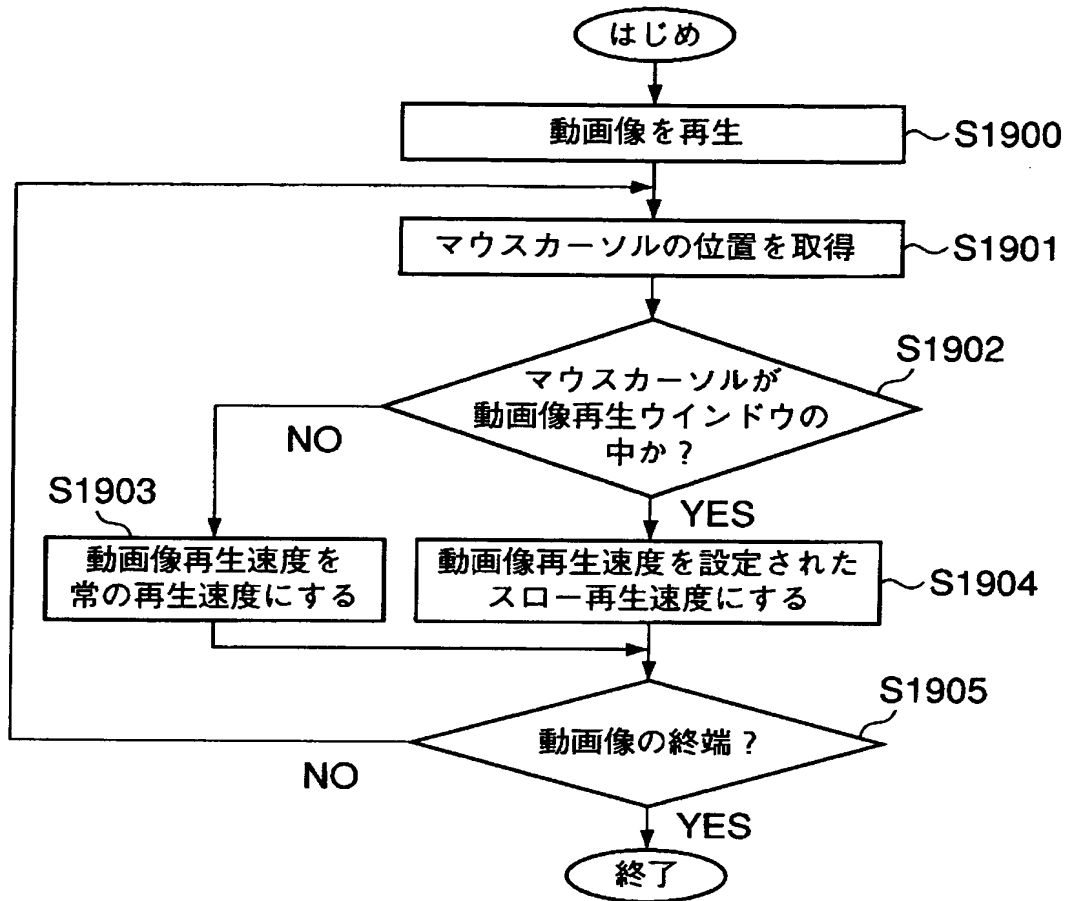 はじめ
動画像を再生
S1900
マウスカーソルの位置を取得
S1901
S1902
マウスカーソルが
動画像再生ウインドウの
中か？
NO
YES
S1903
動画像再生速度を
常の再生速度にする
動画像再生速度を設定された
スロー再生速度にする
S1904
S1905
動画像の終端？
NO
YES
終了